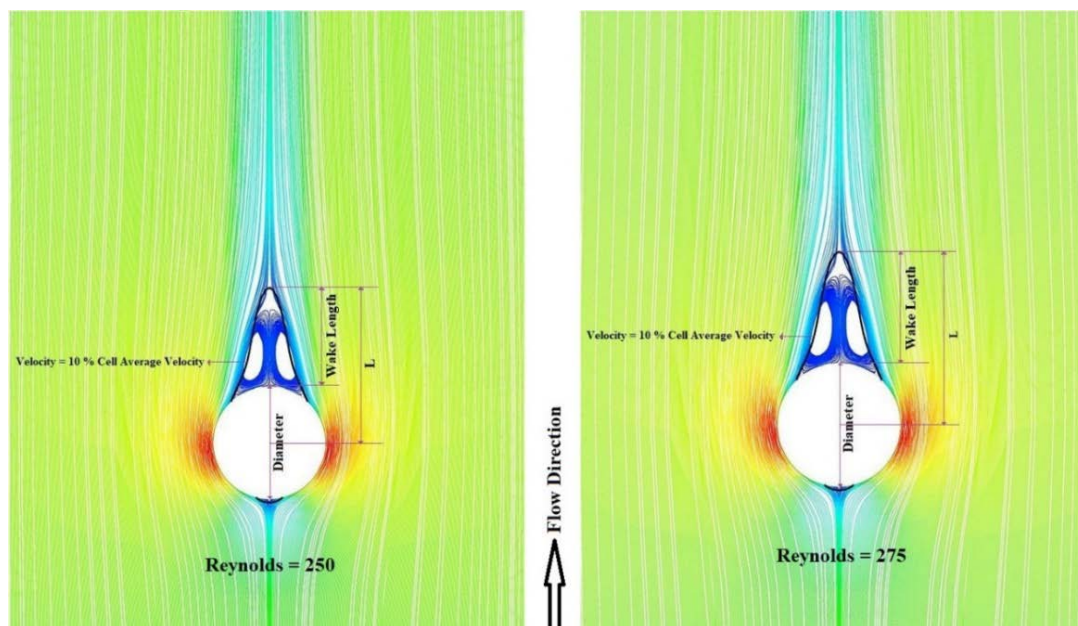 Wake Length
L
Velocity = 10 % Cell Average Velocity
Diameter
Reynolds = 250
Flow Direction
Wake Length
L
Velocity = 10 % Cell Average Velocity
Diameter
Reynolds = 275